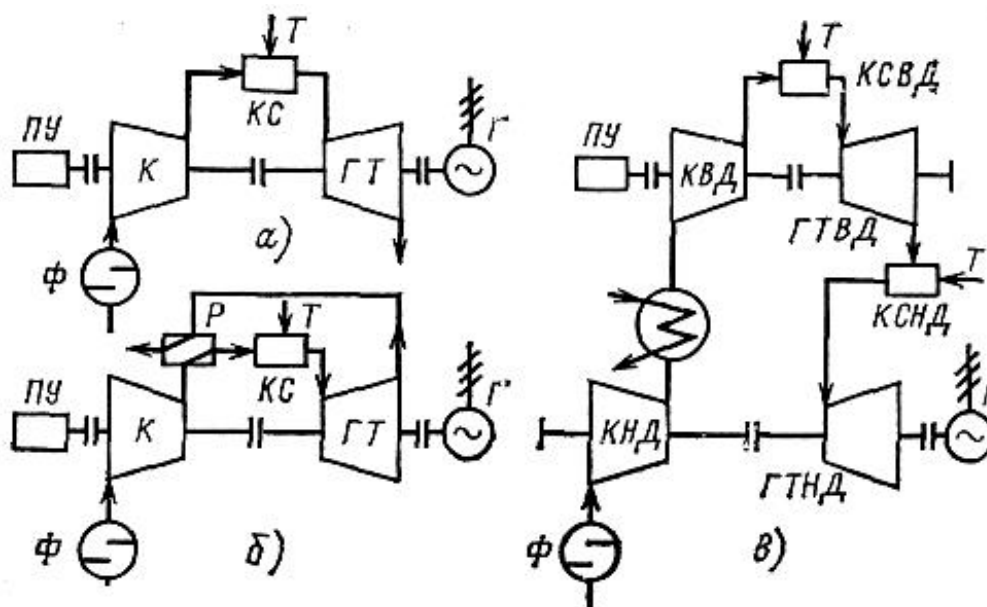 Т
КС
ПУ
К
ГТ
Г
Ф
а)
Р
Т
КС
ПУ
К
ГТ
Г
Ф
б)
Т
КСВД
ПУ
КВД
ГТВД
Т
КСНД
КНД
ГТНД
Г
Ф
в)